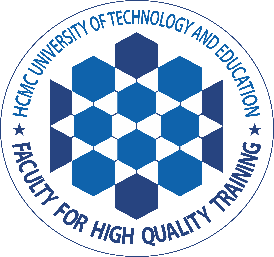 HCMC UNIVERSITY OF TECHNOLOGY AND EDUCATION
FACULTY FOR HIGH QUALITY TRAINING